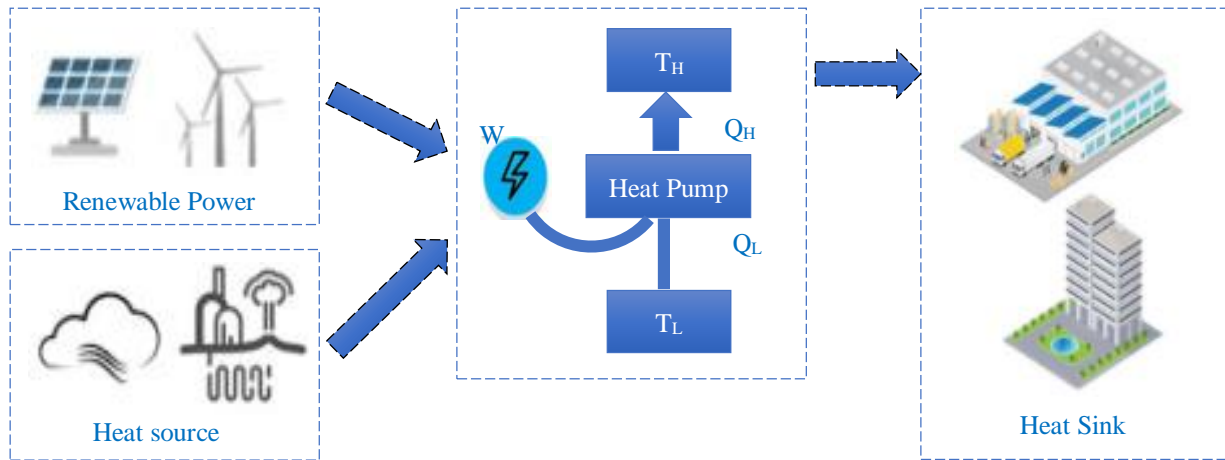 Renewable Power
Heat source
T_H
Q_H
W
Heat Pump
Q_L
T_L
Heat Sink